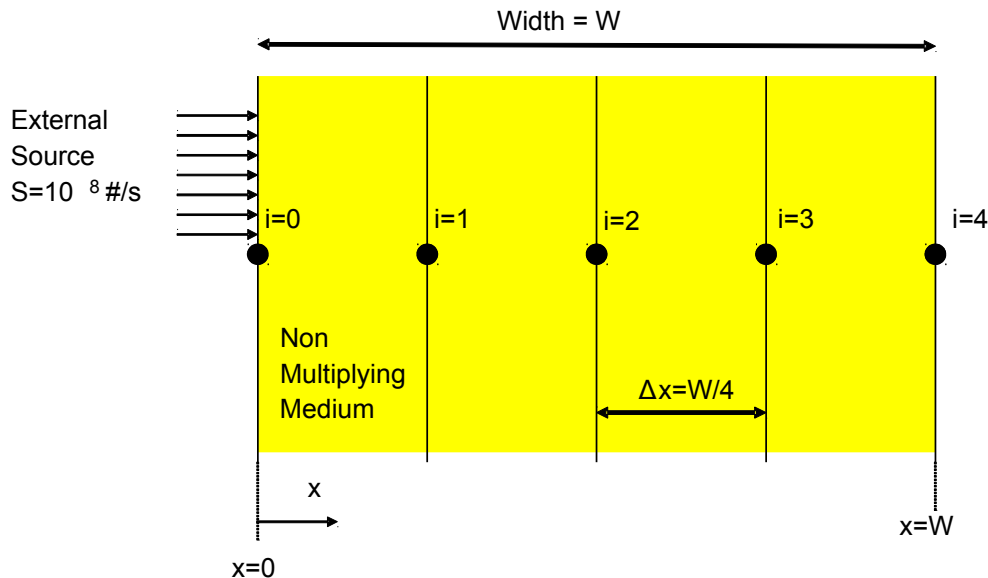 Width = W
External
Source
S=10 ⁸ #/s
i=0
i=1
i=2
i=3
i=4
Non
Multiplying
Medium
Δx=W/4
x
x=W
x=0